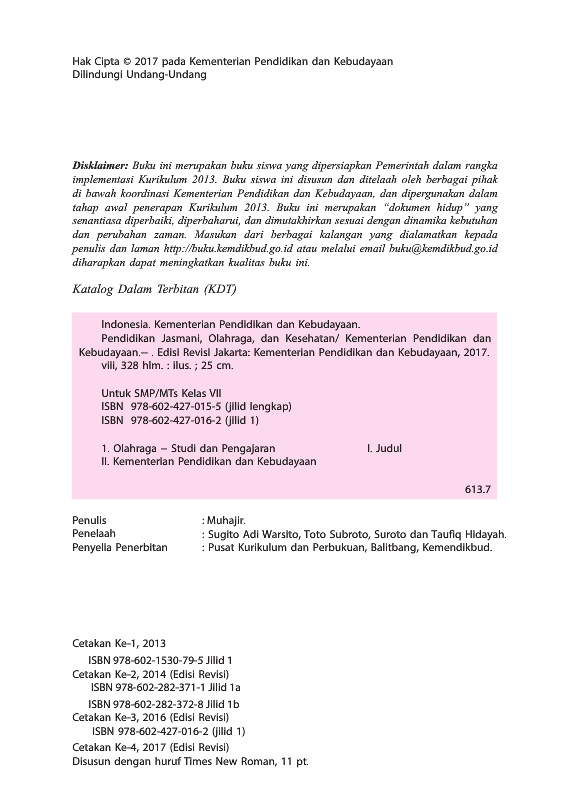 Hak Cipta © 2017 pada Kementerian Pendidikan dan Kebudayaan
Dilindungi Undang-Undang
Disklaimer: Buku ini merupakan buku siswa yang dipersiapkan Pemerintah dalam rangka
implementasi Kurikulum 2013. Buku siswa ini disusun dan ditelaah oleh berbagai pihak
di bawah koordinasi Kementerian Pendidikan dan Kebudayaan, dan dipergunakan dalam
tahap awal penerapan Kurikulum 2013. Buku ini merupakan “dokumen hidup” yang
senantiasa diperbaiki, diperbaharui, dan dimutakhirkan sesuai dengan dinamika kebutuhan
dan perubahan zaman. Masukan dari berbagai kalangan yang dialamatkan kepada
penulis dan laman http://buku.kemdikbud.go.id atau melalui email buku@kemdikbud.go.id
diharapkan dapat meningkatkan kualitas buku ini.
Katalog Dalam Terbitan (KDT)
Indonesia. Kementerian Pendidikan dan Kebudayaan.
Pendidikan Jasmani, Olahraga, dan Kesehatan/ Kementerian Pendidikan dan
Kebudayaan.— . Edisi Revisi Jakarta: Kementerian Pendidikan dan Kebudayaan, 2017.
viii, 328 hlm. : ilus. ; 25 cm.
Untuk SMP/MTs Kelas VII
ISBN 978-602-427-015-5 (jilid lengkap)
ISBN 978-602-427-016-2 (jilid 1)
1. Olahraga — Studi dan Pengajaran I. Judul
II. Kementerian Pendidikan dan Kebudayaan
613.7
Penulis : Muhajir.
Penelaah : Sugito Adi Warsito, Toto Subroto, Suroto dan Taufiq Hidayah.
Penyelia Penerbitan : Pusat Kurikulum dan Perbukuan, Balitbang, Kemendikbud.
Cetakan Ke-1, 2013
ISBN 978-602-1530-79-5 Jilid 1
Cetakan Ke-2, 2014 (Edisi Revisi)
ISBN 978-602-282-371-1 Jilid 1a
ISBN 978-602-282-372-8 Jilid 1b
Cetakan Ke-3, 2016 (Edisi Revisi)
ISBN 978-602-427-016-2 (jilid 1)
Cetakan Ke-4, 2017 (Edisi Revisi)
Disusun dengan huruf Times New Roman, 11 pt.